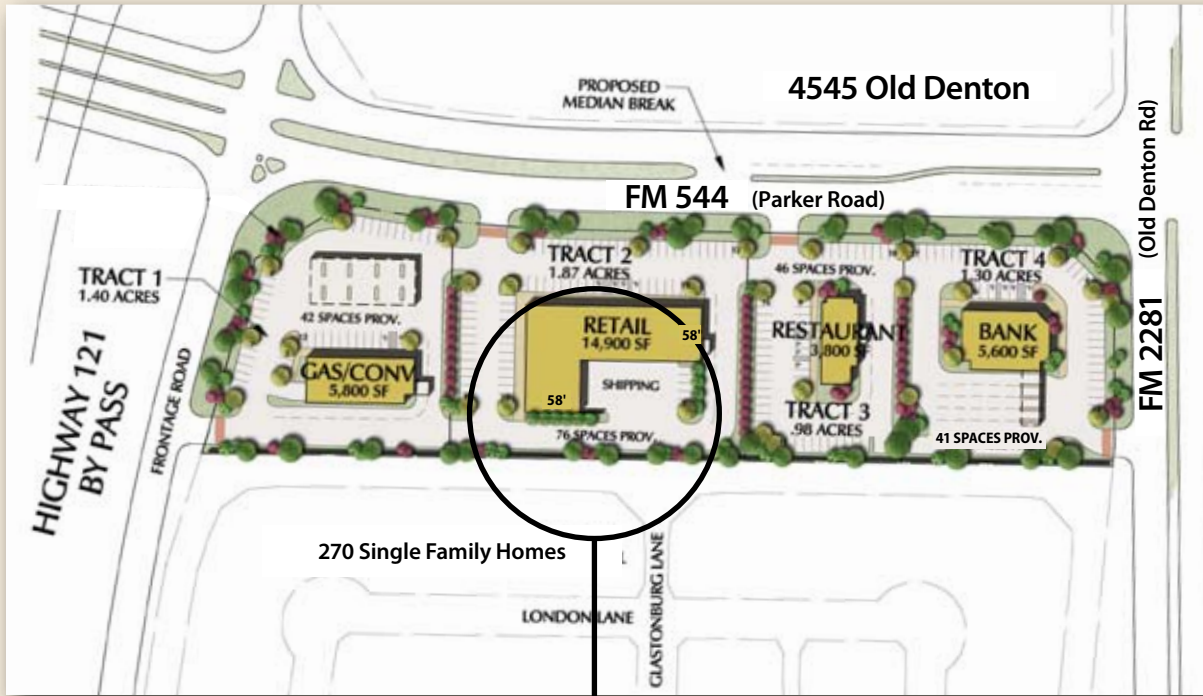 4545 Old Denton
PROPOSED
MEDIAN BREAK
FM 544 (Parker Road)
(Old Denton Rd)
FM 2281
TRACT 1
1.40 ACRES
42 SPACES PROV.
GAS/CONV
5,800 SF
TRACT 2
1.87 ACRES
RETAIL
14,900 SF
58'
SHIPPING
58'
76 SPACES PROV.
46 SPACES PROV.
RESTAURANT
3,800 SF
TRACT 3
.98 ACRES
TRACT 4
1.30 ACRES
BANK
5,600 SF
41 SPACES PROV.
HIGHWAY 121
BY PASS
FRONTAGE ROAD
270 Single Family Homes
LONDON LANE
GLASTONBURG LANE